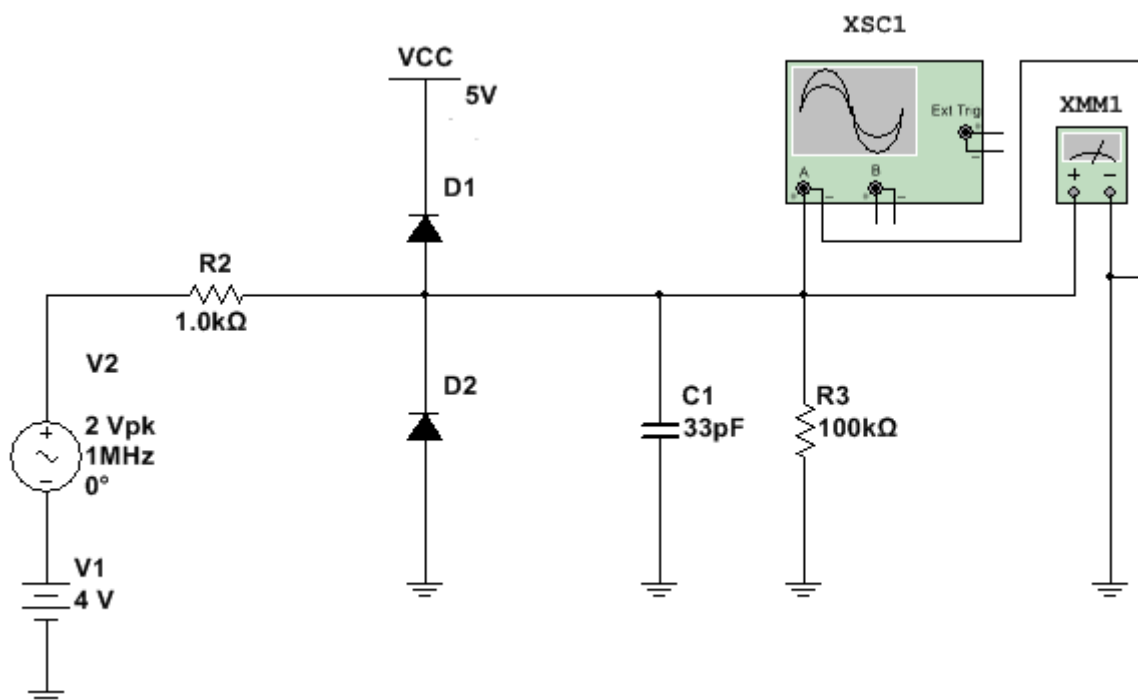 XSC1
VCC
5V
Ext Trig
+
−
XMM1
A
B
+
−
+
−
+
−
D1
R2
1.0kΩ
V2
D2
2 Vpk
1MHz
0°
+
−
C1
33pF
R3
100kΩ
V1
4 V